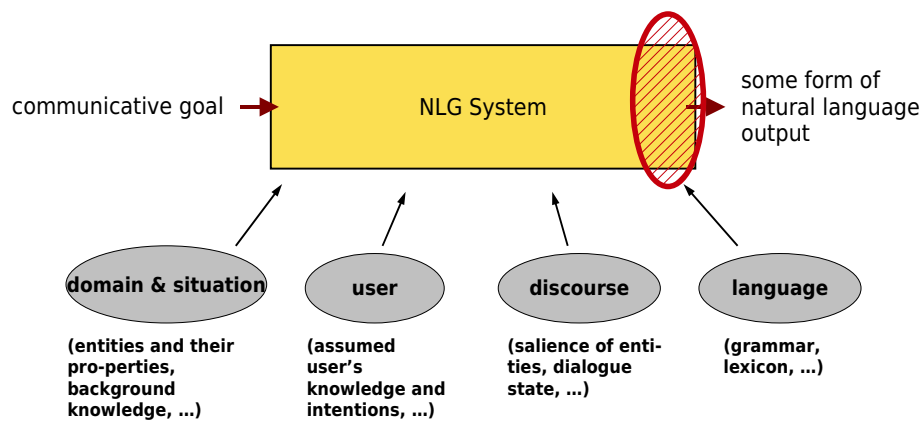 communicative goal
NLG System
some form of
natural language
output
domain & situation
user
discourse
language
(entities and their
pro-perties,
background
knowledge, …)
(assumed
user’s
knowledge and
intentions, …)
(salience of enti-
ties, dialogue
state, …)
(grammar,
lexicon, …)